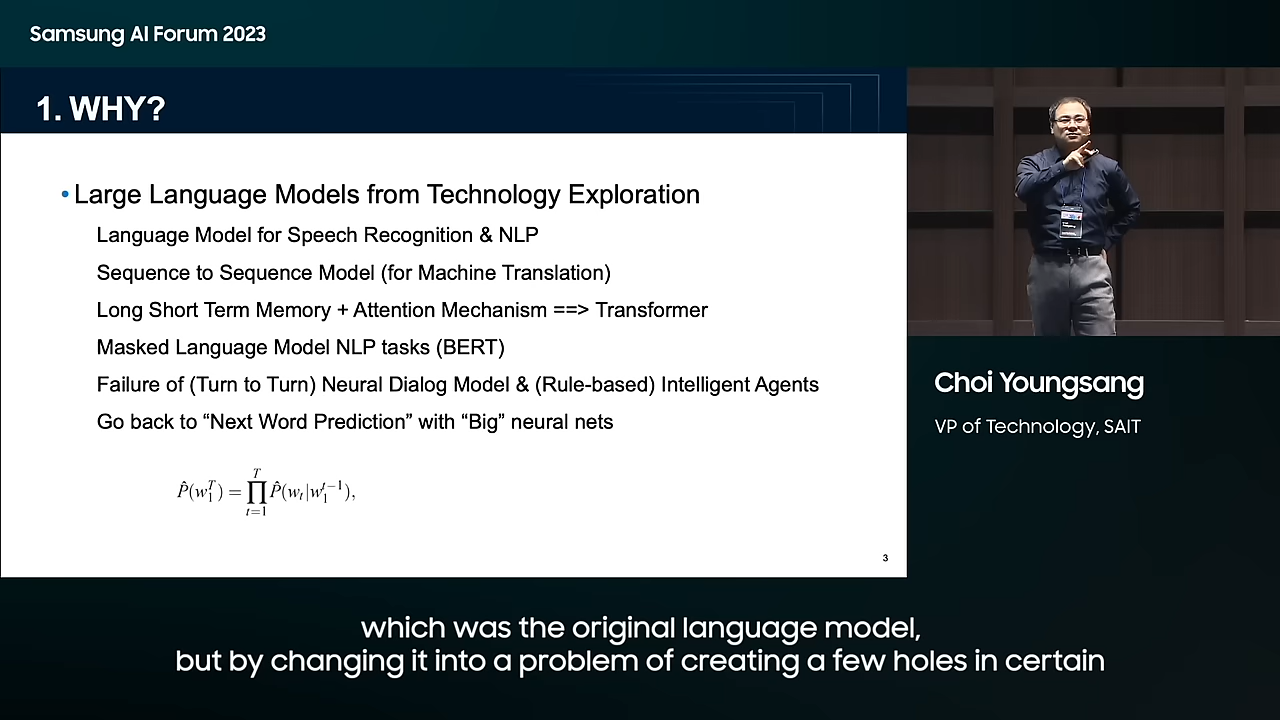 Samsung AI Forum 2023
1. WHY?
•Large Language Models from Technology Exploration
Language Model for Speech Recognition & NLP
Sequence to Sequence Model (for Machine Translation)
Long Short Term Memory + Attention Mechanism ==> Transformer
Masked Language Model NLP tasks (BERT)
Failure of (Turn to Turn) Neural Dialog Model & (Rule-based) Intelligent Agents
Go back to “Next Word Prediction” with “Big” neural nets
P̂(w₁ᵀ) = ∏ₜ₌₁ᵀ P̂(wₜ|w₁ᵗ⁻¹),
3
Choi Youngsang
VP of Technology, SAIT
which was the original language model,
but by changing it into a problem of creating a few holes in certain